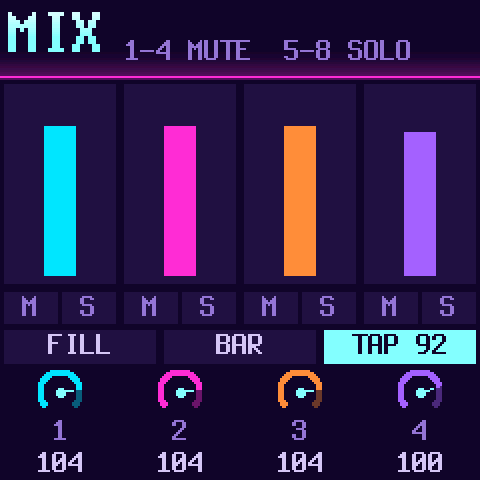 MIX 1-4 MUTE 5-8 SOLO
M S M S M S M S
FILL BAR TAP 92
1 2 3 4
104 104 104 100